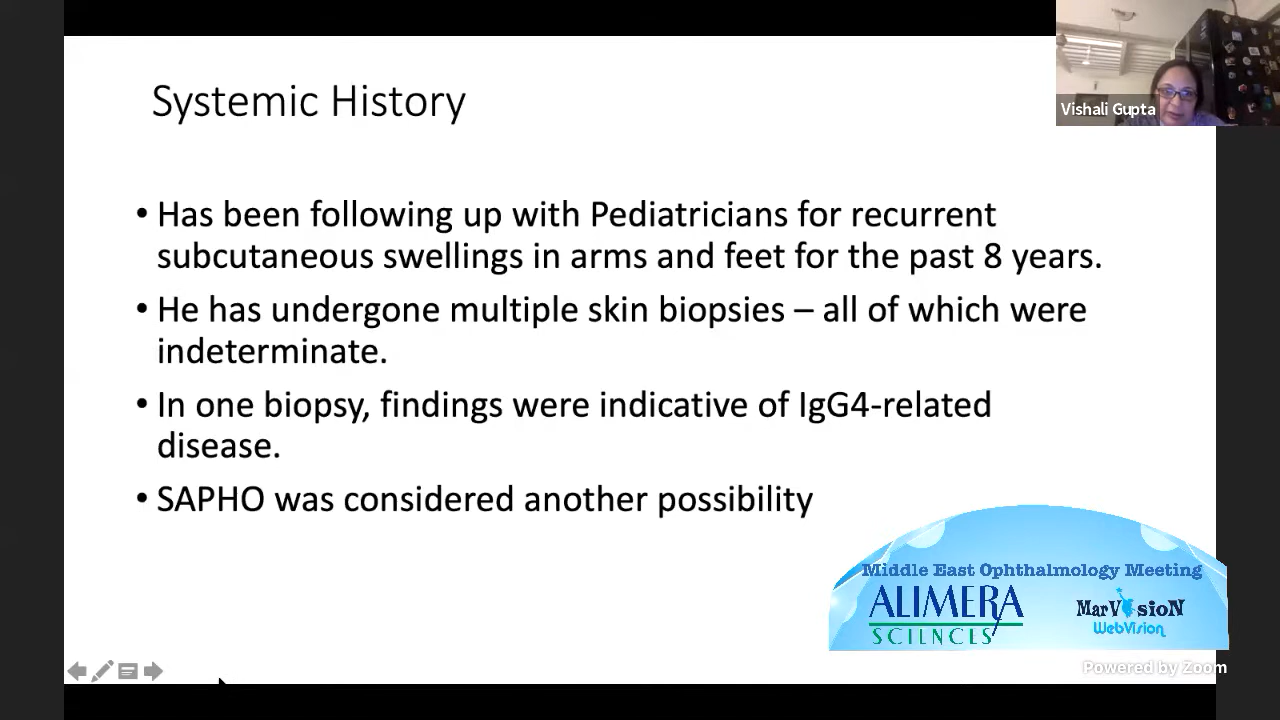 Systemic History
Vishali Gupta
• Has been following up with Pediatricians for recurrent
subcutaneous swellings in arms and feet for the past 8 years.
• He has undergone multiple skin biopsies – all of which were
indeterminate.
• In one biopsy, findings were indicative of IgG4-related
disease.
• SAPHO was considered another possibility
Middle East Ophthalmology Meeting
ALIMERA
SCIENCES
MarVisioN
WebVision
Powered by Zoom